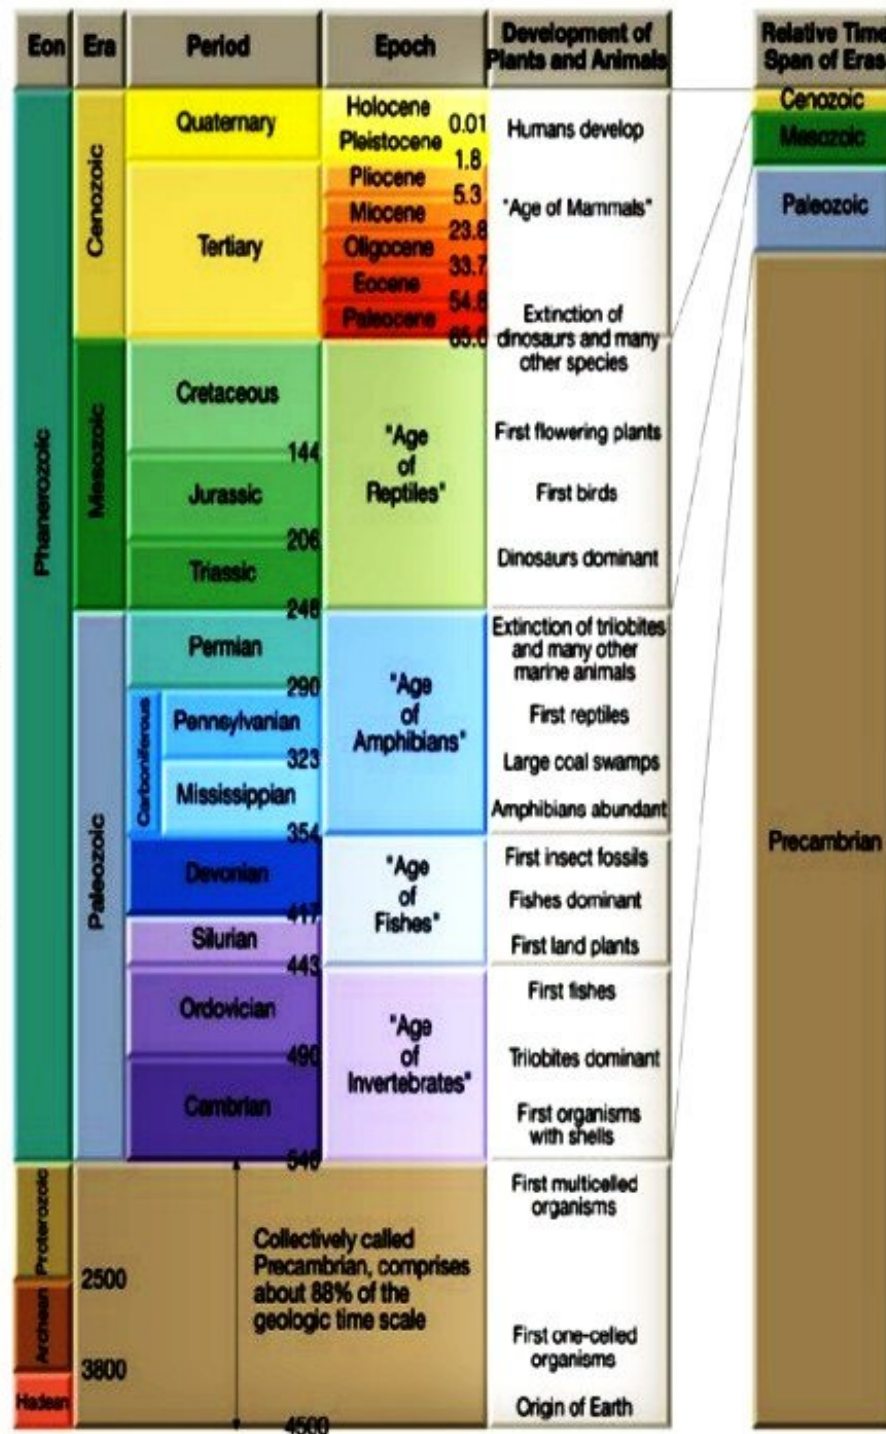 Eon
Era
Period
Epoch
Development of
Plants and Animals
Relative Time
Span of Eras
Phanerozoic
Cenozoic
Quaternary
Holocene
0.01
Pleistocene
1.8
Humans develop
Tertiary
Pliocene
5.3
Miocene
23.8
Oligocene
33.7
Eocene
54.8
Paleocene
65.0
"Age of Mammals"
Extinction of
dinosaurs and many
other species
Mesozoic
Cretaceous
144
Jurassic
206
Triassic
248
"Age
of
Reptiles"
First flowering plants
First birds
Dinosaurs dominant
Paleozoic
Permian
290
Carboniferous
Pennsylvanian
323
Mississippian
354
"Age
of
Amphibians"
Extinction of trilobites
and many other
marine animals
First reptiles
Large coal swamps
Amphibians abundant
Devonian
417
Silurian
443
"Age
of
Fishes"
First insect fossils
Fishes dominant
First land plants
Ordovician
490
Cambrian
540
"Age
of
Invertebrates"
First fishes
Trilobites dominant
First organisms
with shells
Proterozoic
2500
Archean
3800
Hadean
4500
Collectively called
Precambrian, comprises
about 88% of the
geologic time scale
First multicelled
organisms
First one-celled
organisms
Origin of Earth
Cenozoic
Mesozoic
Paleozoic
Precambrian